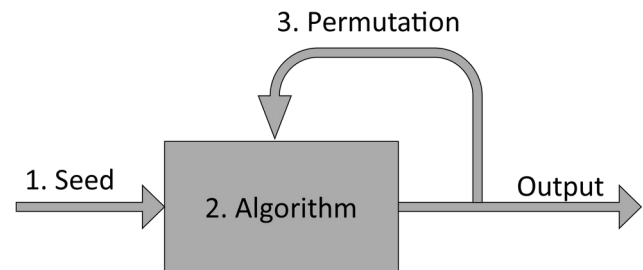 3. Permutation
1. Seed
2. Algorithm
Output